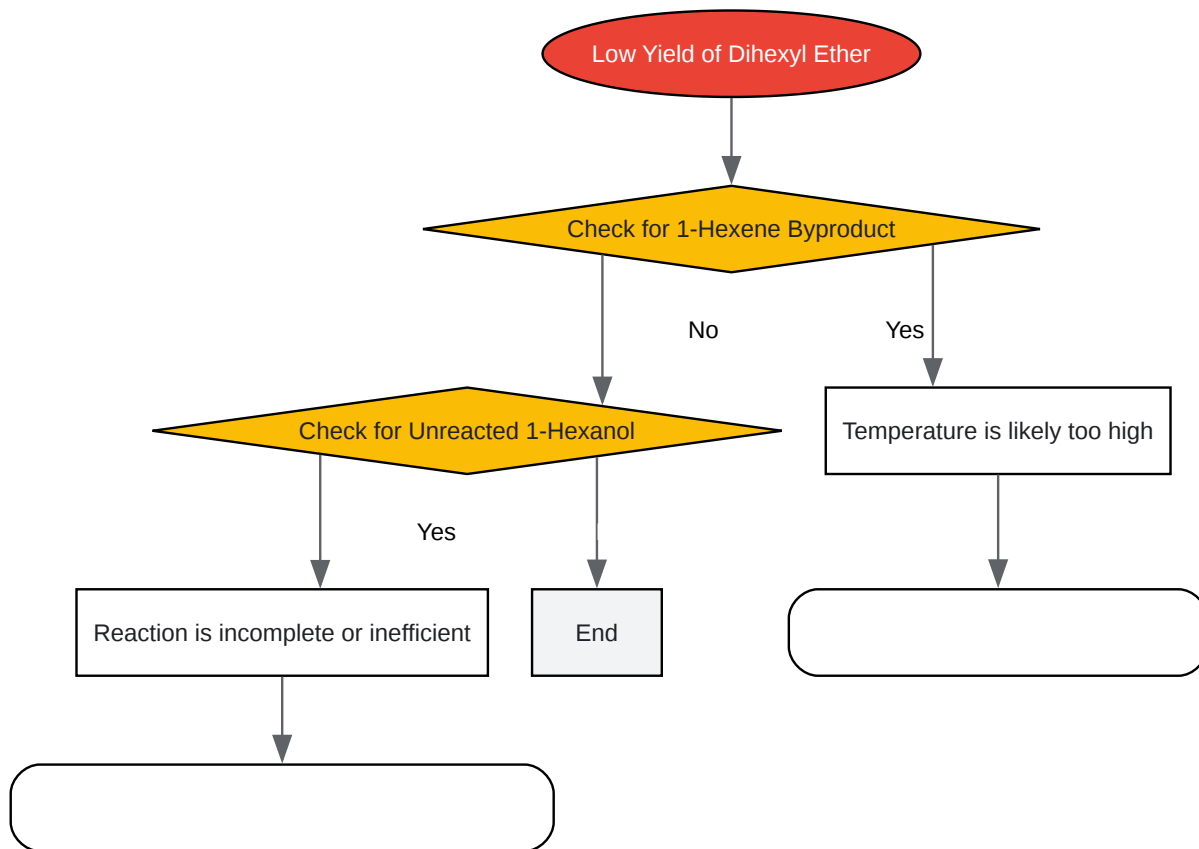 Low Yield of Dihexyl Ether
Check for 1-Hexene Byproduct
No
Yes
Check for Unreacted 1-Hexanol
Temperature is likely too high
Yes
Reaction is incomplete or inefficient
End